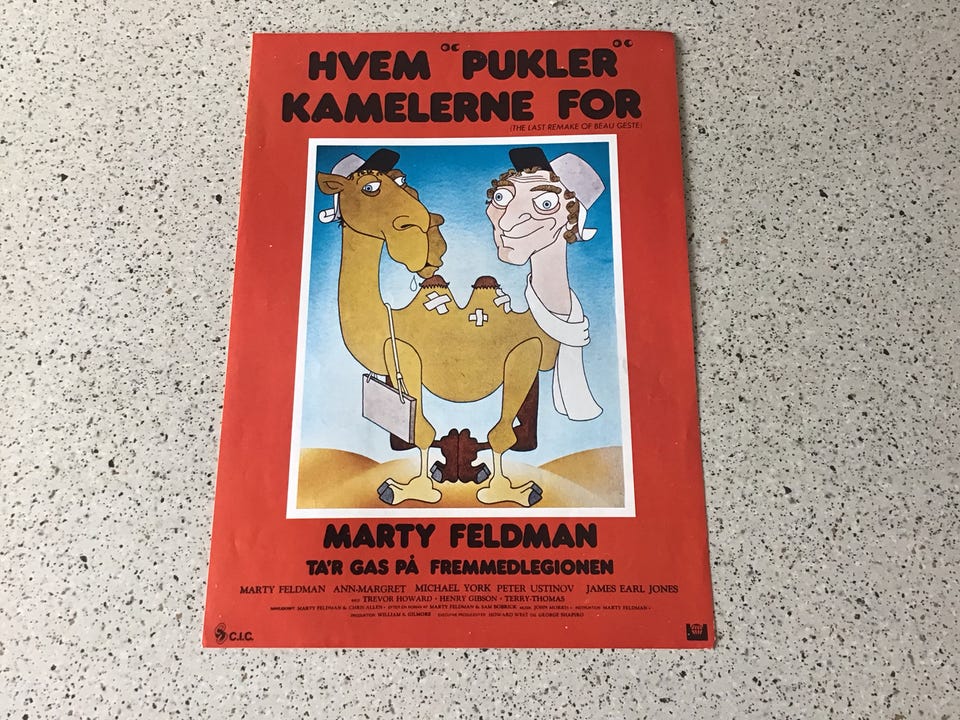 HVEM "PUKLER"
KAMELERNE FOR
(THE LAST REMAKE OF BEAU GESTE)
MARTY FELDMAN
TA'R GAS PÅ FREMMEDLEGIONEN
MARTY FELDMAN ANN-MARGRET MICHAEL YORK PETER USTINOV JAMES EARL JONES
TREVOR HOWARD · HENRY GIBSON · TERRY-THOMAS
MARTY FELDMAN & CHRIS ALLEN · MARTY FELDMAN & SAM BOBRICK JOHN MORRIS · MARTY FELDMAN ·
WILLIAM S. GILMORE HOWARD WEST OG GEORGE SHAPIRO
C.I.C.